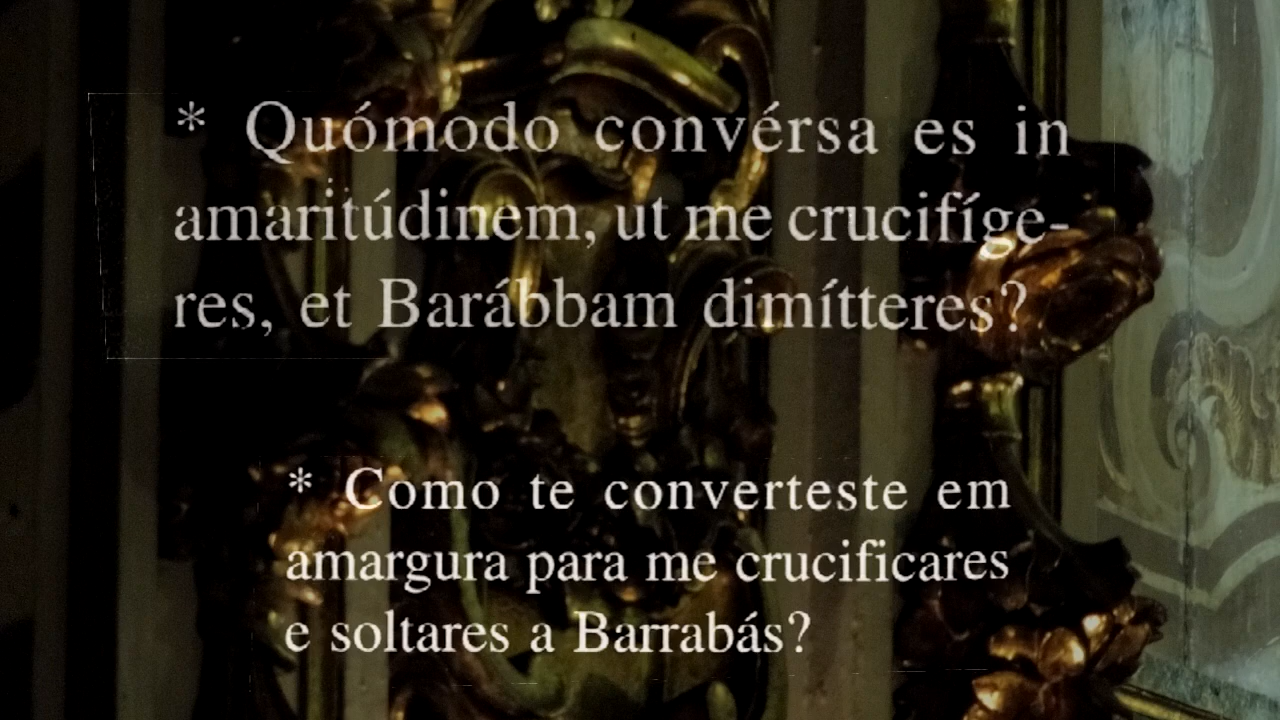 * Quómodo convérsa es in
amaritúdinem, ut me crucifíge-
res, et Barábbam dimítteres?
* Como te converteste em
amargura para me crucificares
e soltares a Barrabás?